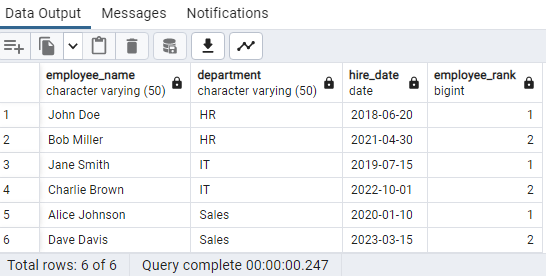 Data Output Messages Notifications
employee_name department hire_date employee_rank
character varying (50) character varying (50) date bigint
1 John Doe HR 2018-06-20 1
2 Bob Miller HR 2021-04-30 2
3 Jane Smith IT 2019-07-15 1
4 Charlie Brown IT 2022-10-01 2
5 Alice Johnson Sales 2020-01-10 1
6 Dave Davis Sales 2023-03-15 2
Total rows: 6 of 6 Query complete 00:00:00.247